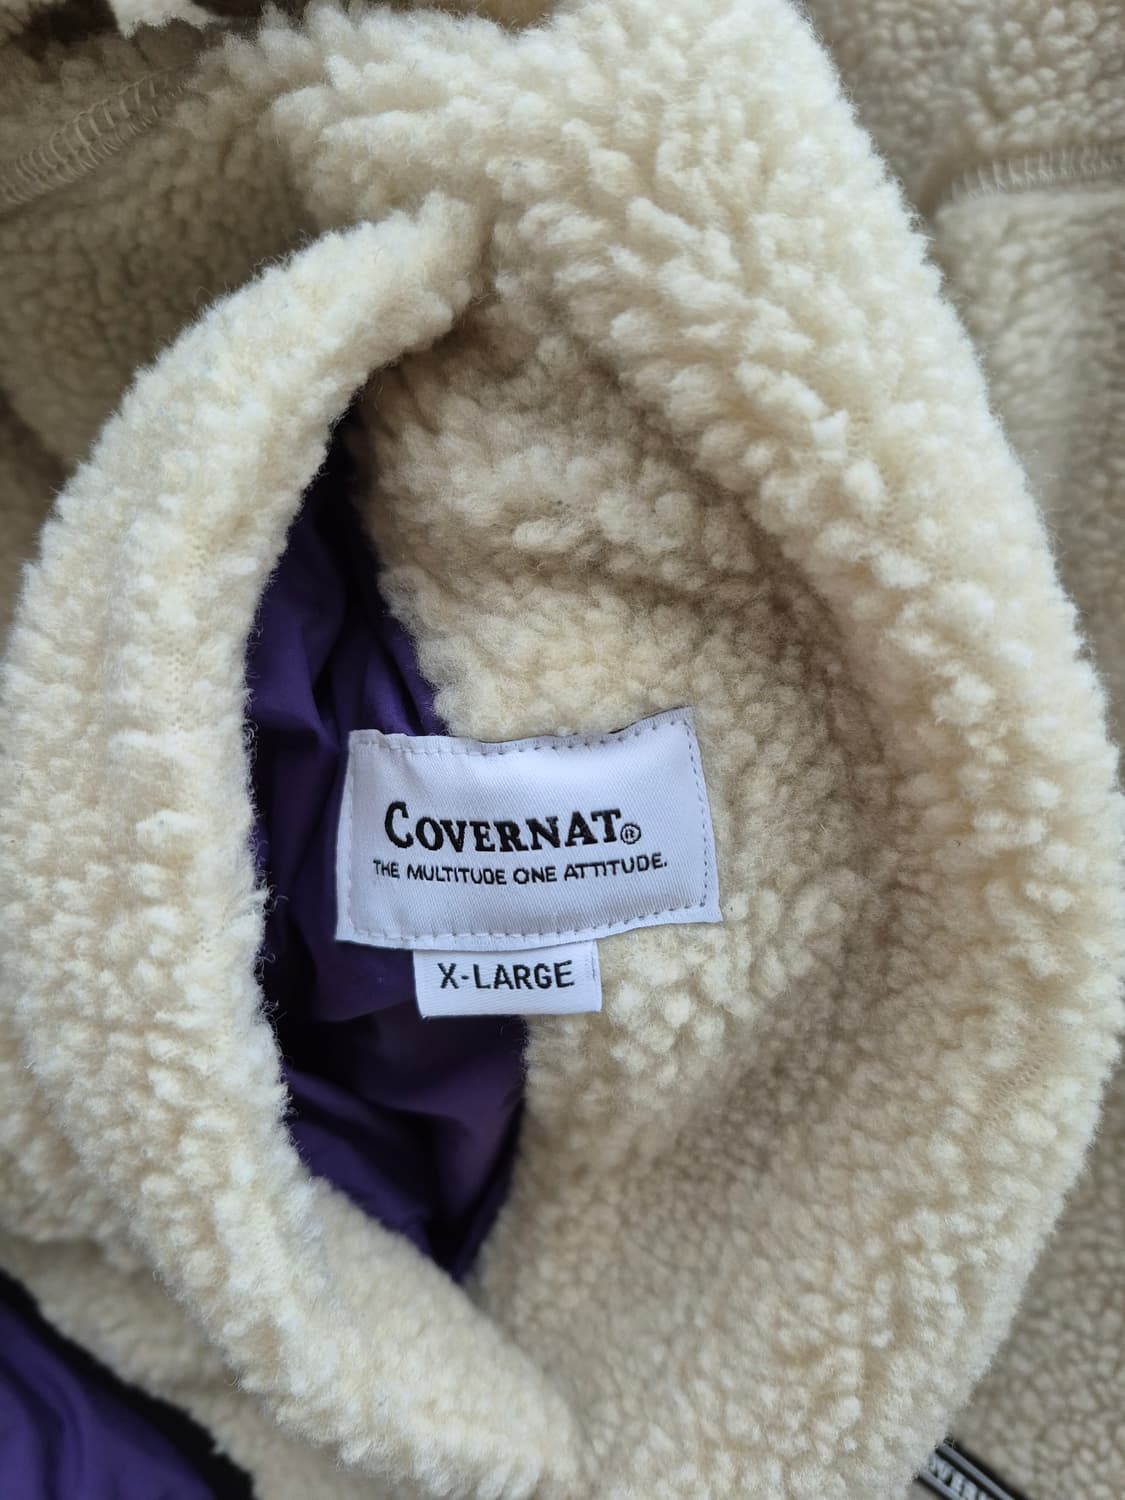 COVERNAT®
THE MULTITUDE ONE ATTITUDE.
X-LARGE